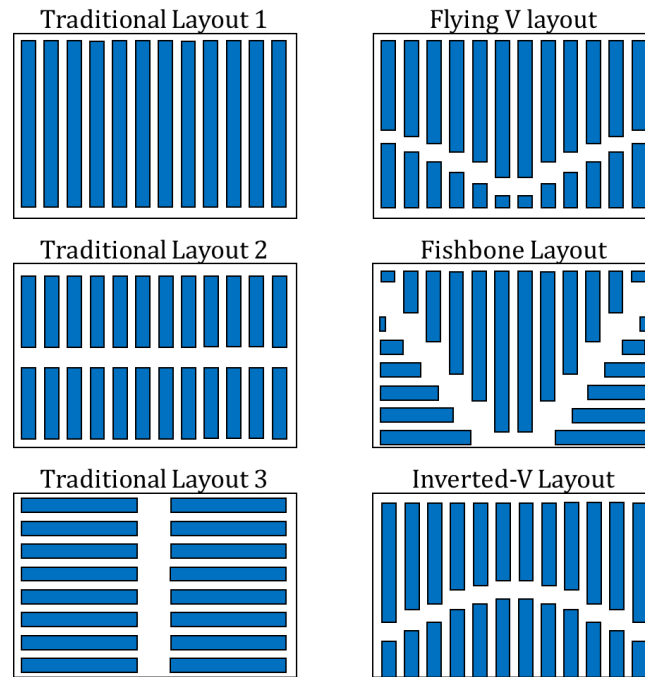 Traditional Layout 1
Flying V layout
Traditional Layout 2
Fishbone Layout
Traditional Layout 3
Inverted-V Layout